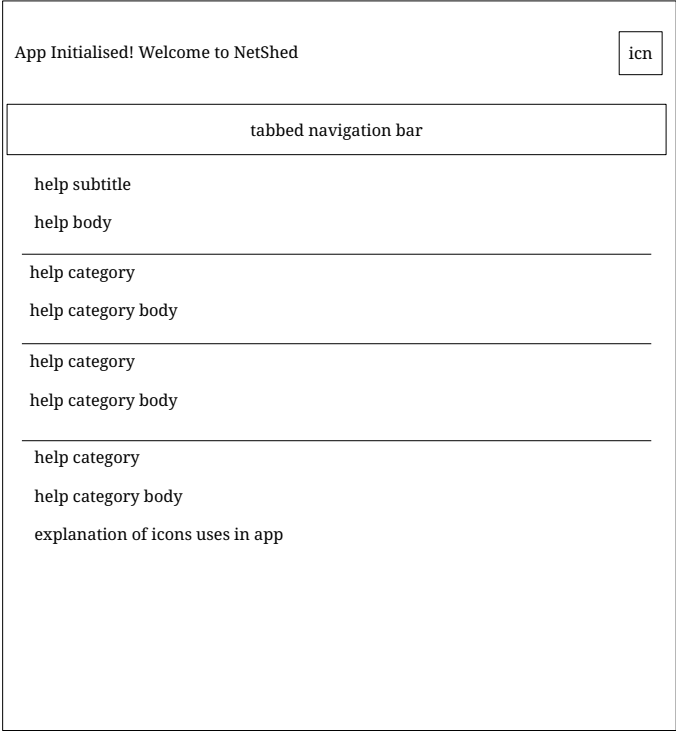 App Initialised! Welcome to NetShed
icn
tabbed navigation bar
help subtitle
help body
help category
help category body
help category
help category body
help category
help category body
explanation of icons uses in app